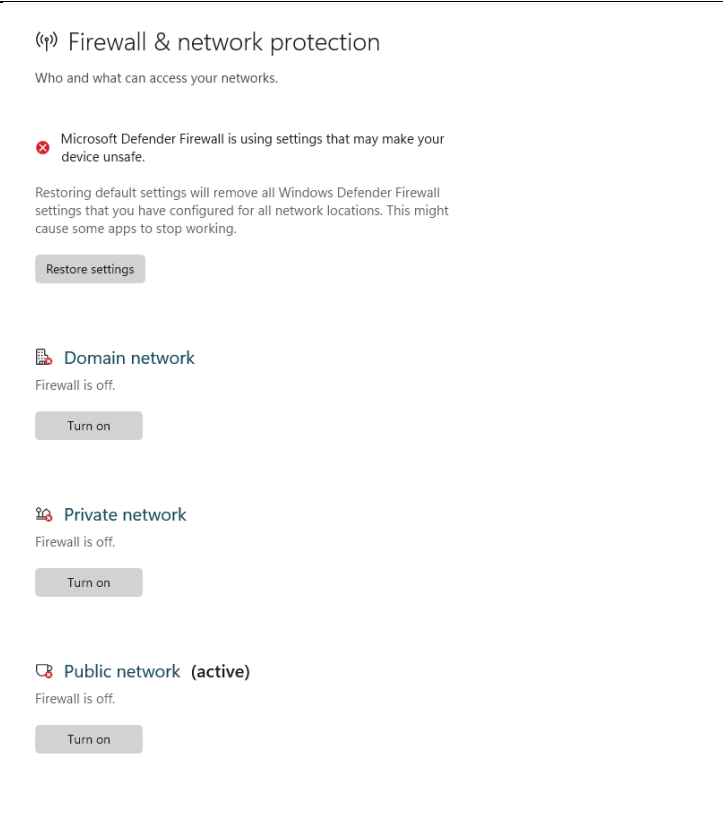 Firewall & network protection
Who and what can access your networks.
Microsoft Defender Firewall is using settings that may make your
device unsafe.
Restoring default settings will remove all Windows Defender Firewall
settings that you have configured for all network locations. This might
cause some apps to stop working.
Restore settings
Domain network
Firewall is off.
Turn on
Private network
Firewall is off.
Turn on
Public network (active)
Firewall is off.
Turn on